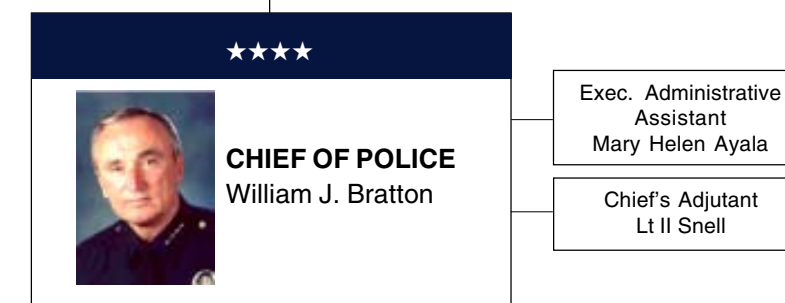 ★★★★
CHIEF OF POLICE
William J. Bratton
Exec. Administrative
Assistant
Mary Helen Ayala
Chief's Adjutant
Lt II Snell